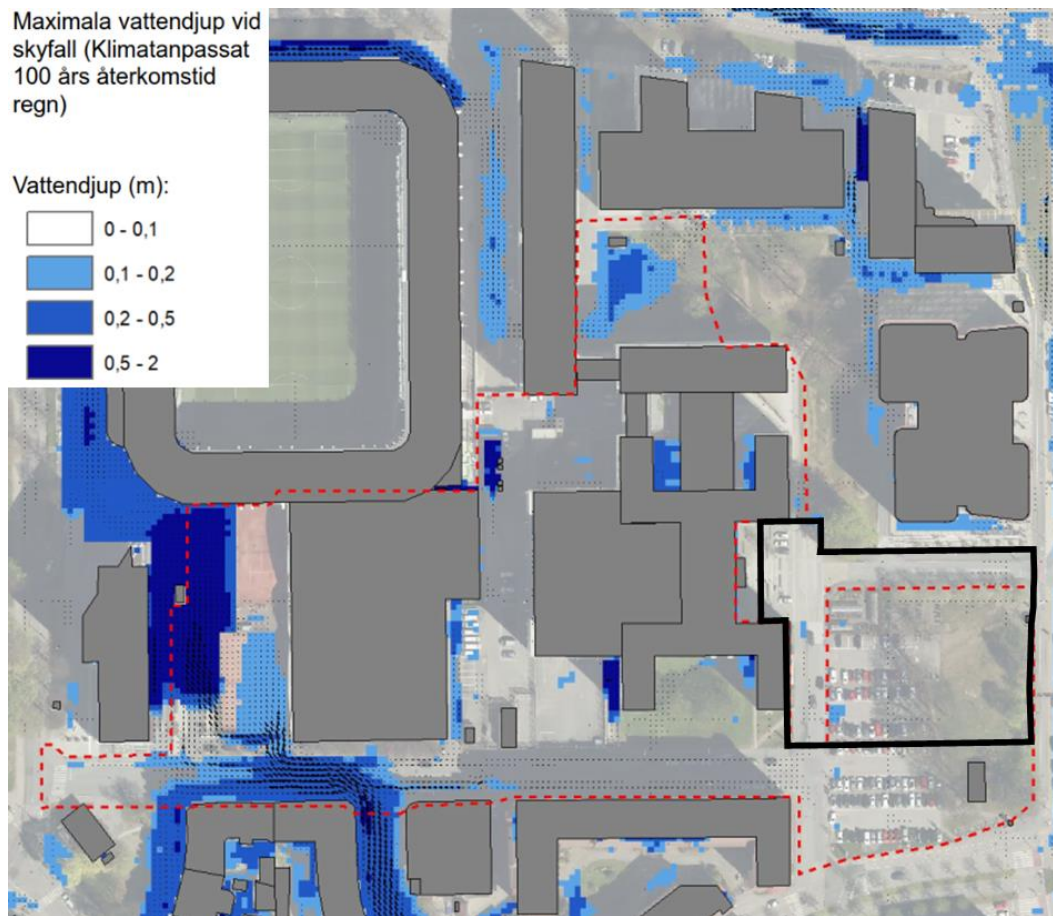 Maximala vattendjup vid
skyfall (Klimatanpassat
100 års återkomstid
regn)
Vattendjup (m):
0 - 0,1
0,1 - 0,2
0,2 - 0,5
0,5 - 2